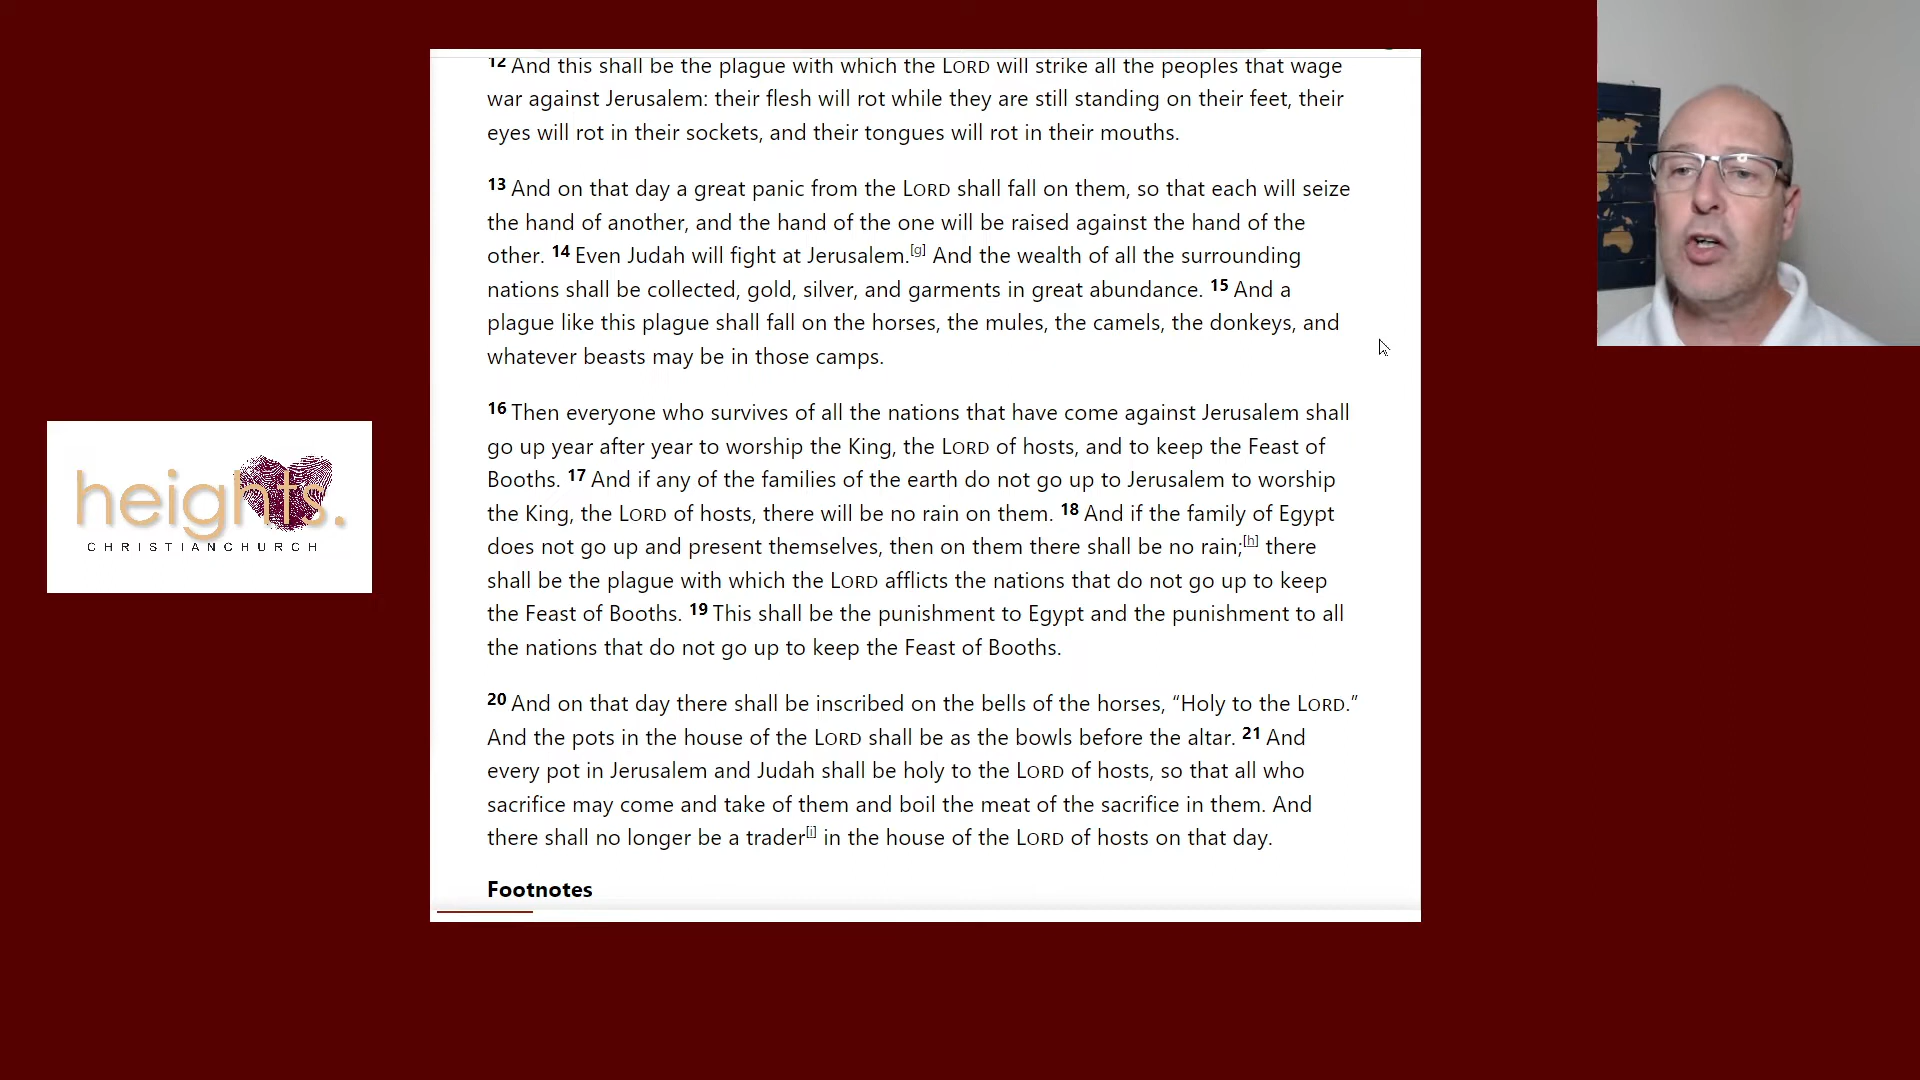 12 And this shall be the plague with which the LORD will strike all the peoples that wage
war against Jerusalem: their flesh will rot while they are still standing on their feet, their
eyes will rot in their sockets, and their tongues will rot in their mouths.
13 And on that day a great panic from the LORD shall fall on them, so that each will seize
the hand of another, and the hand of the one will be raised against the hand of the
other. 14 Even Judah will fight at Jerusalem.[g] And the wealth of all the surrounding
nations shall be collected, gold, silver, and garments in great abundance. 15 And a
plague like this plague shall fall on the horses, the mules, the camels, the donkeys, and
whatever beasts may be in those camps.
16 Then everyone who survives of all the nations that have come against Jerusalem shall
go up year after year to worship the King, the LORD of hosts, and to keep the Feast of
Booths. 17 And if any of the families of the earth do not go up to Jerusalem to worship
the King, the LORD of hosts, there will be no rain on them. 18 And if the family of Egypt
does not go up and present themselves, then on them there shall be no rain;[h] there
shall be the plague with which the LORD afflicts the nations that do not go up to keep
the Feast of Booths. 19 This shall be the punishment to Egypt and the punishment to all
the nations that do not go up to keep the Feast of Booths.
20 And on that day there shall be inscribed on the bells of the horses, “Holy to the LORD.”
And the pots in the house of the LORD shall be as the bowls before the altar. 21 And
every pot in Jerusalem and Judah shall be holy to the LORD of hosts, so that all who
sacrifice may come and take of them and boil the meat of the sacrifice in them. And
there shall no longer be a trader[i] in the house of the LORD of hosts on that day.
Footnotes
heights.
CHRISTIANCHURCH